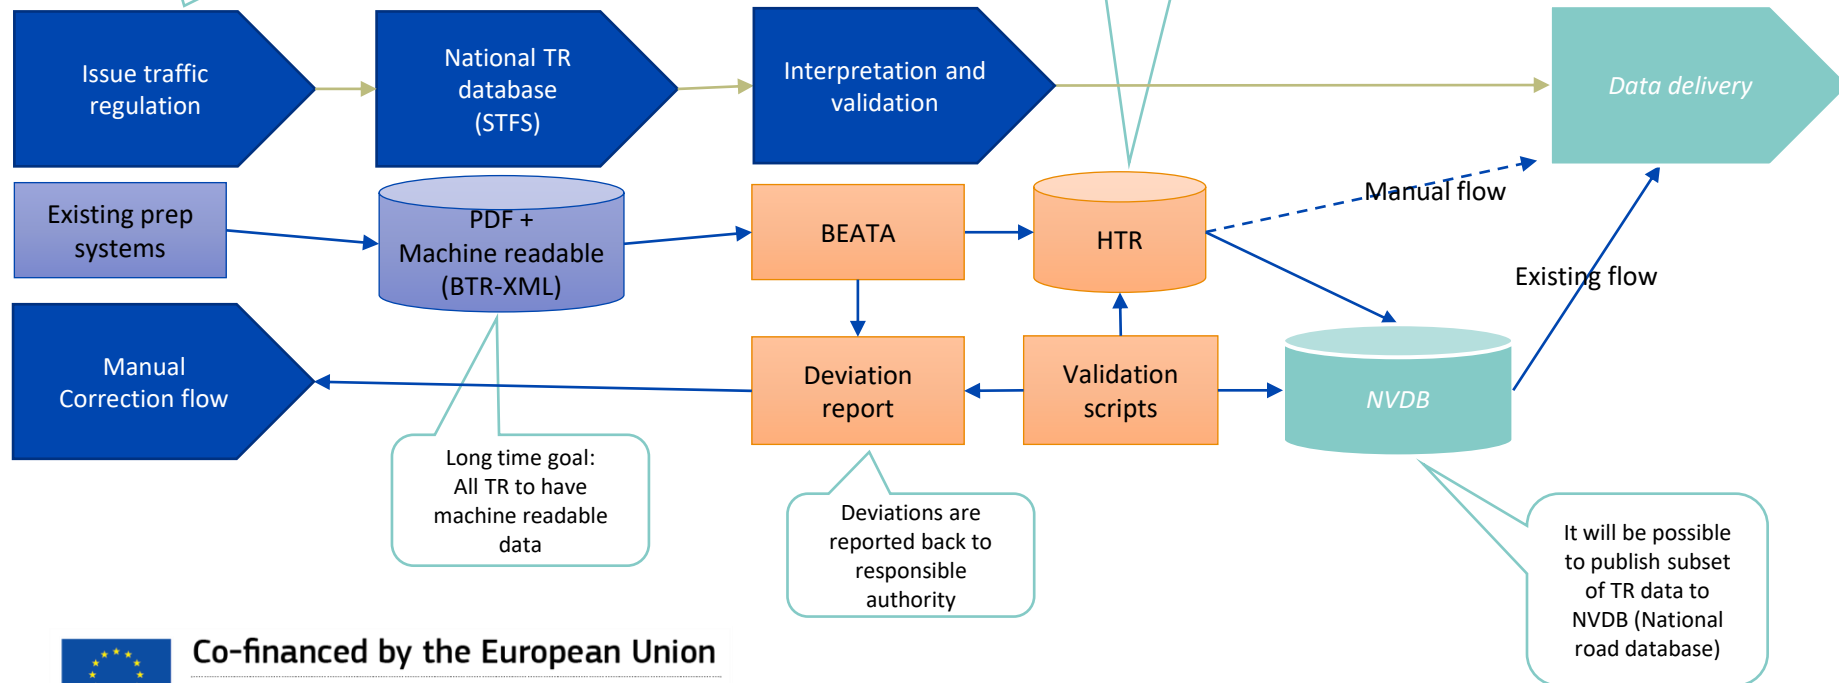 Issue traffic
regulation
National TR
database
(STFS)
Interpretation and
validation
Data delivery
Existing prep
systems
PDF +
Machine readable
(BTR-XML)
BEATA
HTR
Manual flow
Existing flow
Manual
Correction flow
Deviation
report
Validation
scripts
NVDB
Long time goal:
All TR to have
machine readable
data
Deviations are
reported back to
responsible
authority
It will be possible
to publish subset
of TR data to
NVDB (National
road database)
Co-financed by the European Union